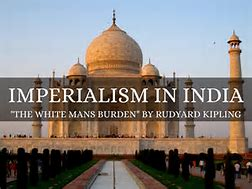 IMPERIALISM IN INDIA
"THE WHITE MANS BURDEN" BY RUDYARD KIPLING